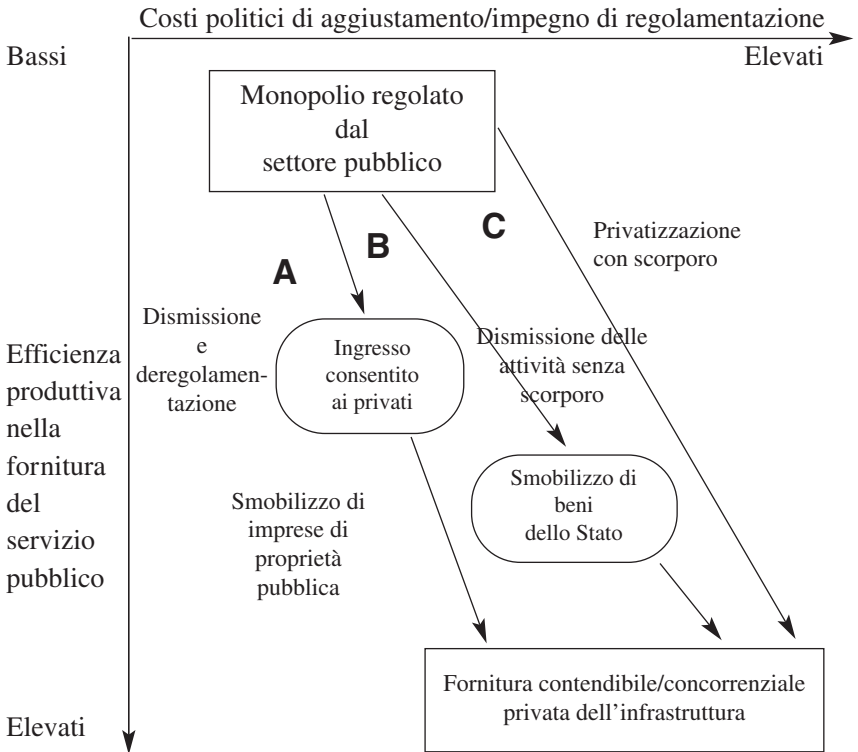 Costi politici di aggiustamento/impegno di regolamentazione
Bassi
Elevati
Monopolio regolato
dal
settore pubblico
A
B
C
Privatizzazione
con scorporo
Dismissione
e
deregolamen-
tazione
Ingresso
consentito
ai privati
Dismissione delle
attività senza
scorporo
Efficienza
produttiva
nella
fornitura
del
servizio
pubblico
Smobilizzo di
imprese di
proprietà
pubblica
Smobilizzo di
beni
dello Stato
Fornitura contendibile/concorrenziale
privata dell'infrastruttura
Elevati